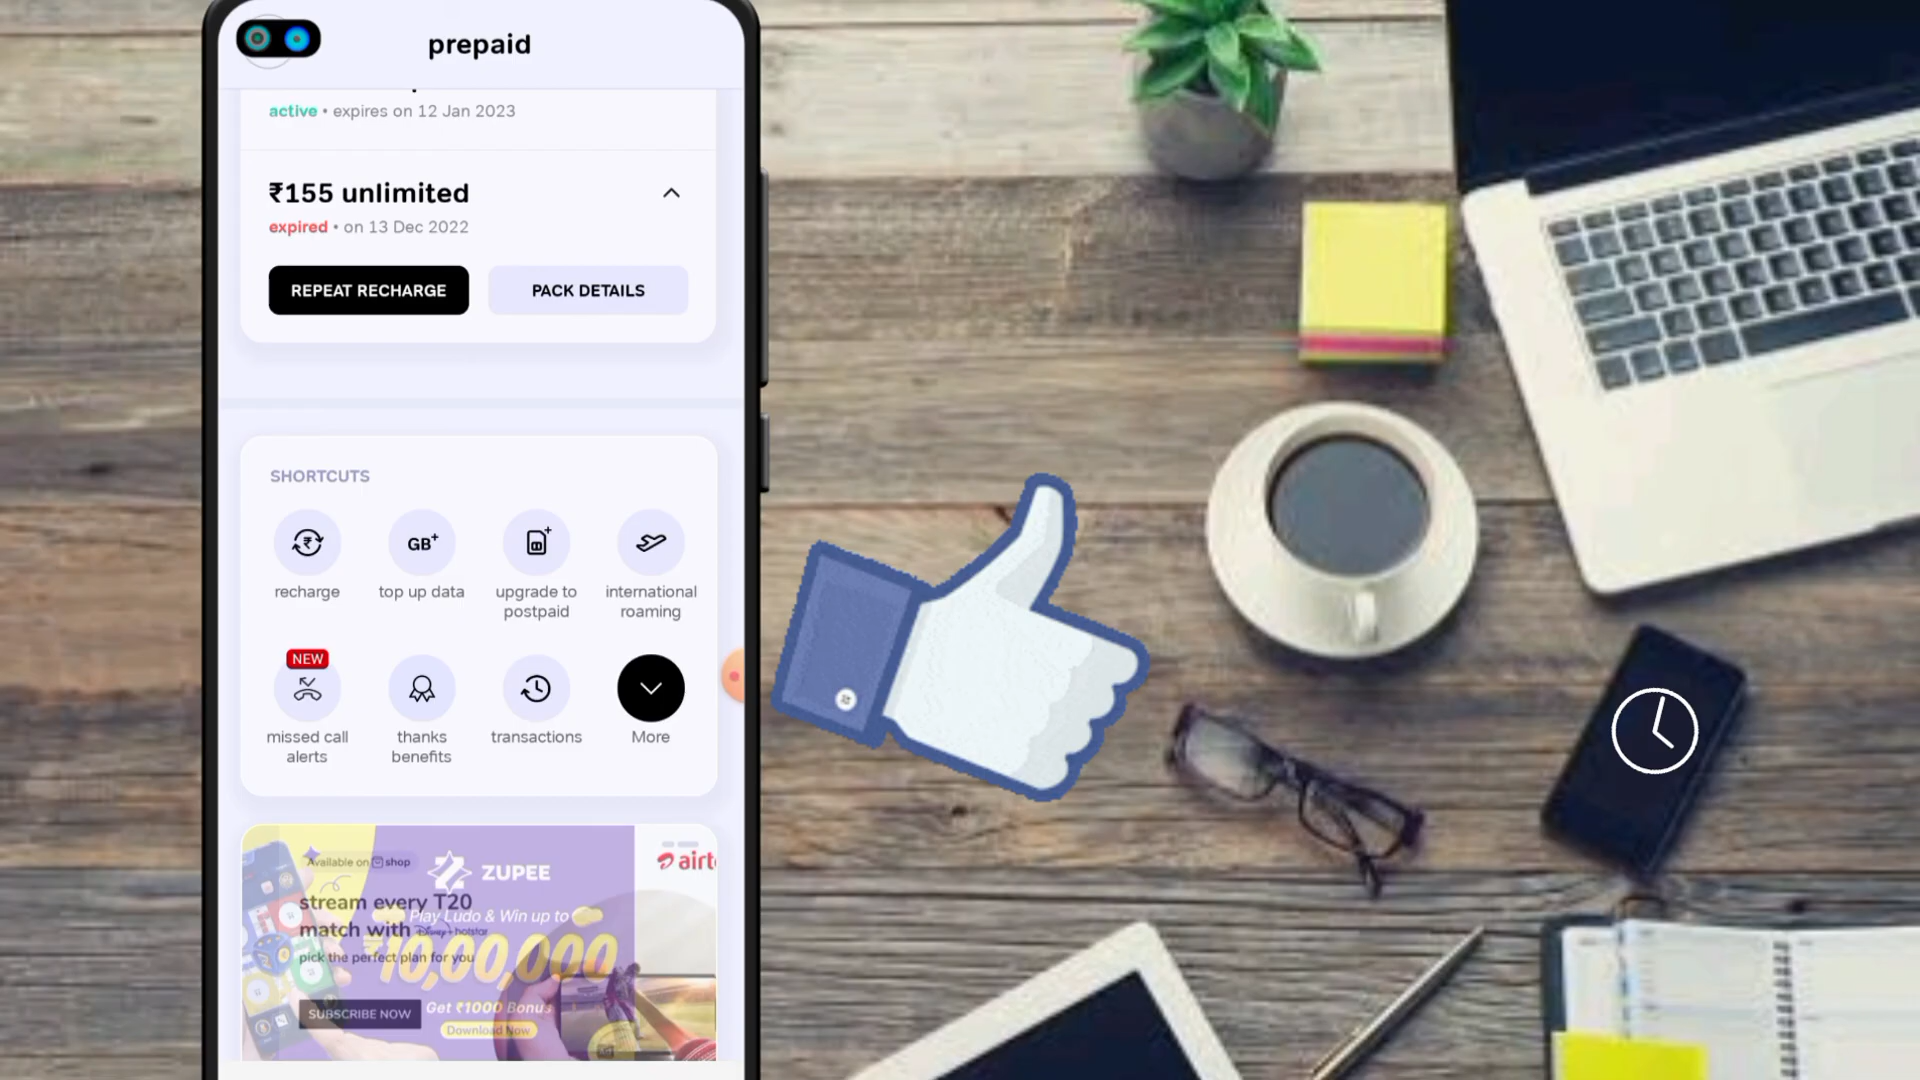 prepaid
active • expires on 12 Jan 2023
₹155 unlimited
expired • on 13 Dec 2022
REPEAT RECHARGE
PACK DETAILS
SHORTCUTS
GB+
recharge
top up data
upgrade to
postpaid
international
roaming
NEW
missed call
alerts
thanks
benefits
transactions
More
Available on shop
ZUPEE
airt
stream every T20
Play Ludo & Win up to
match with Disney+ hotstar
₹10,00,000
pick the perfect plan for you
SUBSCRIBE NOW
Get ₹1000 Bonus
Download Now